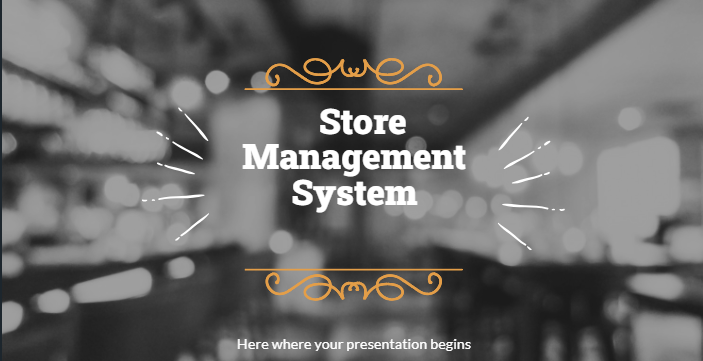 Store
Management
System
Here where your presentation begins